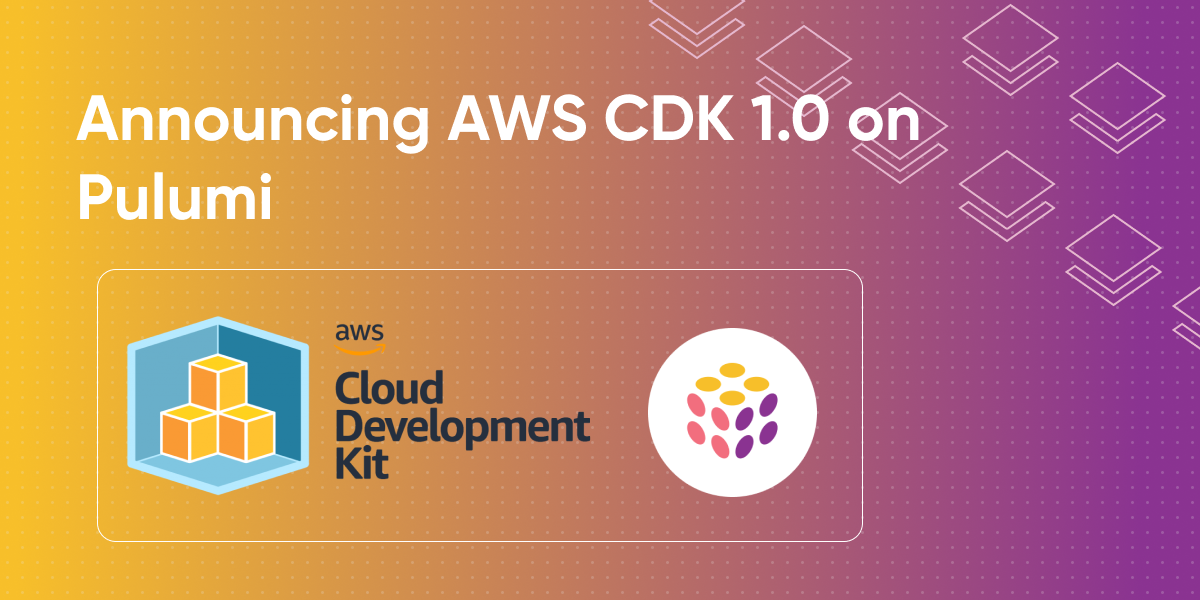 Announcing AWS CDK 1.0 on
Pulumi
aws
Cloud
Development
Kit